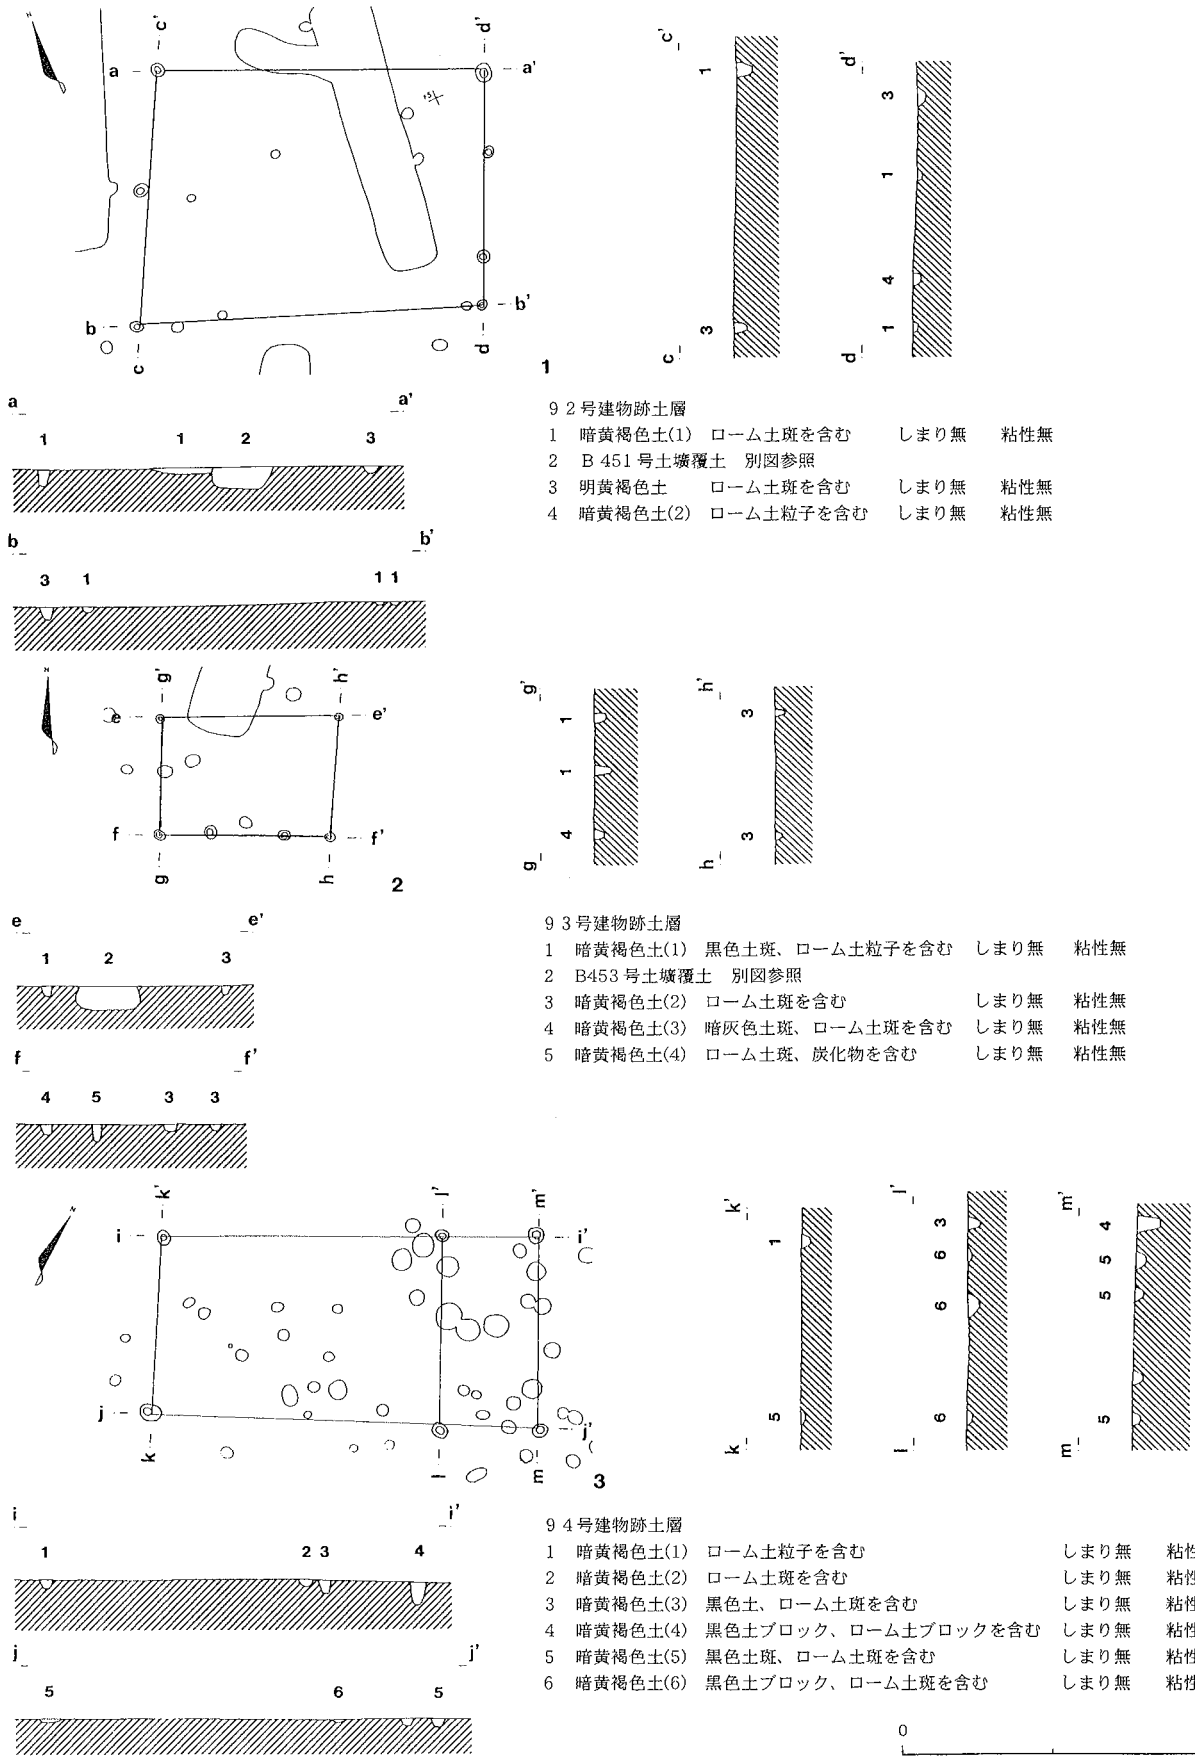 N
c' d'
a a'
b b'
c d
1
c'
1
3
c
d'
3
1
4
1
d
a a'
1 1 2 3
b b'
3 1 1 1
92号建物跡土層
1 暗黄褐色土(1) ローム土斑を含む しまり無 粘性無
2 B451号土壙覆土 別図参照
3 明黄褐色土 ローム土斑を含む しまり無 粘性無
4 暗黄褐色土(2) ローム土粒子を含む しまり無 粘性無
N
g' h'
e e'
f f'
g h
2
g'
1
1
4
g
h'
3
3
h
e e'
1 2 3
f f'
4 5 3 3
93号建物跡土層
1 暗黄褐色土(1) 黒色土斑、ローム土粒子を含む しまり無 粘性無
2 B453号土壙覆土 別図参照
3 暗黄褐色土(2) ローム土斑を含む しまり無 粘性無
4 暗黄褐色土(3) 暗灰色土斑、ローム土斑を含む しまり無 粘性無
5 暗黄褐色土(4) ローム土斑、炭化物を含む しまり無 粘性無
N
k' l' m'
i i'
j j'
k l m
3
k'
1
5
k
l'
3
6
6
6
l
m'
4
5
5
5
m
i i'
1 2 3 4
j j'
5 6 5
94号建物跡土層
1 暗黄褐色土(1) ローム土粒子を含む しまり無 粘性
2 暗黄褐色土(2) ローム土斑を含む しまり無 粘性
3 暗黄褐色土(3) 黒色土、ローム土斑を含む しまり無 粘性
4 暗黄褐色土(4) 黒色土ブロック、ローム土ブロックを含む しまり無 粘性
5 暗黄褐色土(5) 黒色土斑、ローム土斑を含む しまり無 粘性
6 暗黄褐色土(6) 黒色土ブロック、ローム土斑を含む しまり無 粘性
0